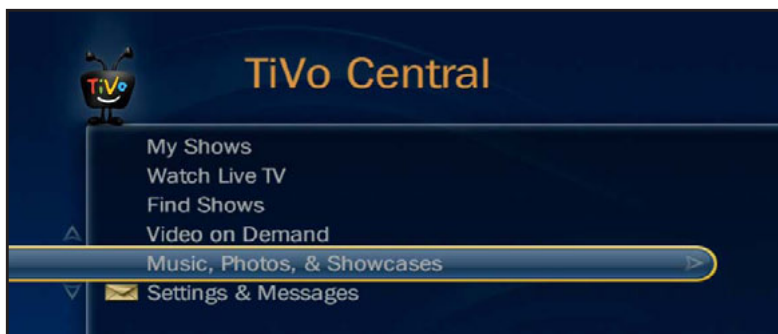 TiVo
TiVo Central
My Shows
Watch Live TV
Find Shows
Video on Demand
Music, Photos, & Showcases
Settings & Messages